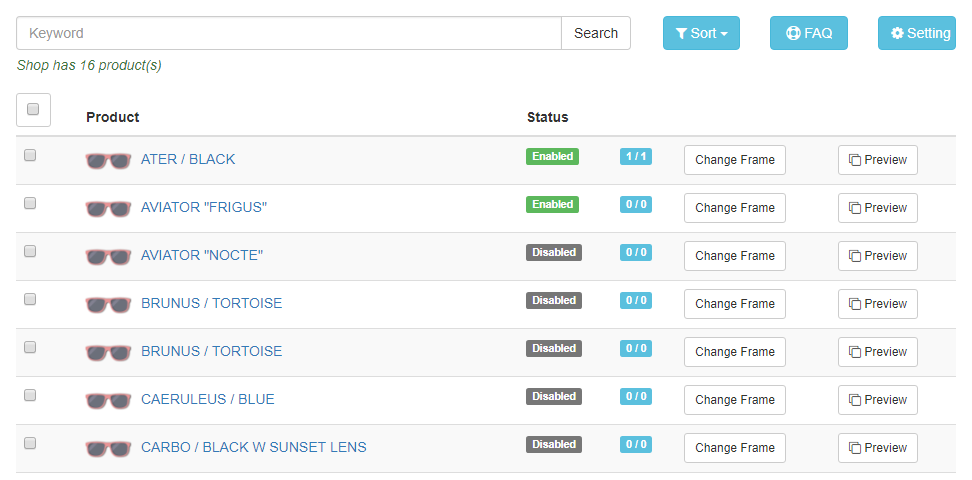 Keyword Search Sort FAQ Setting
Shop has 16 product(s)
Product Status
ATER / BLACK Enabled 1 / 1 Change Frame Preview
AVIATOR "FRIGUS" Enabled 0 / 0 Change Frame Preview
AVIATOR "NOCTE" Disabled 0 / 0 Change Frame Preview
BRUNUS / TORTOISE Disabled 0 / 0 Change Frame Preview
BRUNUS / TORTOISE Disabled 0 / 0 Change Frame Preview
CAERULEUS / BLUE Disabled 0 / 0 Change Frame Preview
CARBO / BLACK W SUNSET LENS Disabled 0 / 0 Change Frame Preview